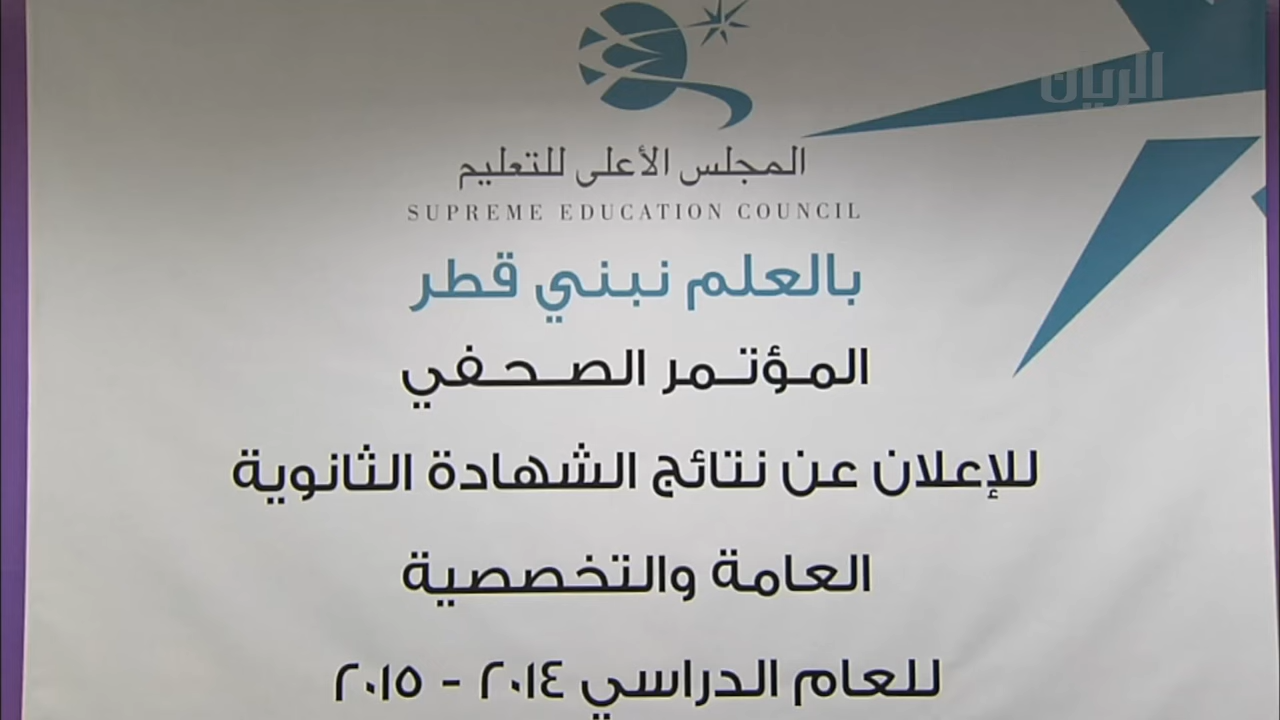 الريان
المجلس الأعلى للتعليم
SUPREME EDUCATION COUNCIL
بالعلم نبني قطر
المؤتمر الصحفي
للإعلان عن نتائج الشهادة الثانوية
العامة والتخصصية
للعام الدراسي ٢٠١٤ - ٢٠١٥